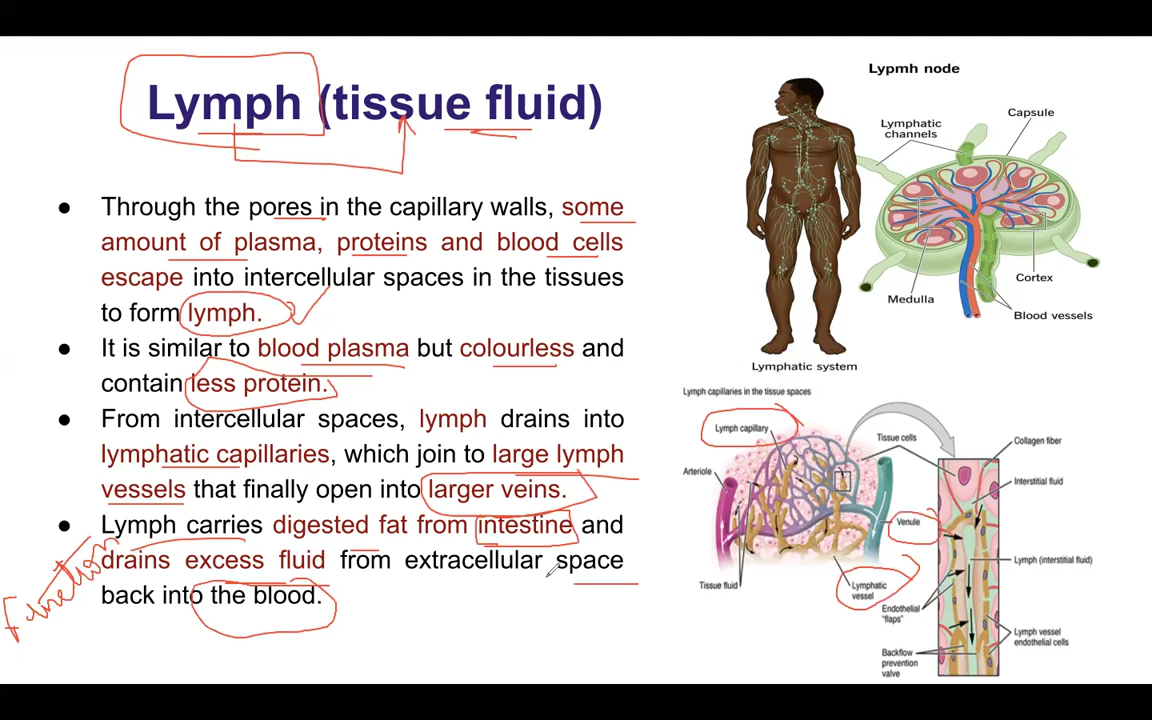 Lymph (tissue fluid)
● Through the pores in the capillary walls, some
amount of plasma, proteins and blood cells
escape into intercellular spaces in the tissues
to form lymph.
● It is similar to blood plasma but colourless and
contain less protein.
● From intercellular spaces, lymph drains into
lymphatic capillaries, which join to large lymph
vessels that finally open into larger veins.
● Lymph carries digested fat from intestine and
drains excess fluid from extracellular space
back into the blood.
Function
Lypmh node
Lymphatic
channels
Capsule
Cortex
Medulla
Blood vessels
Lymphatic system
Lymph capillaries in the tissue spaces
Lymph capillary
Tissue cells
Arteriole
Venule
Tissue fluid
Lymphatic
vessel
Collagen fiber
Interstitial fluid
Lymph (interstitial fluid)
Endothelial
"flaps"
Lymph vessel
endothelial cells
Backflow
prevention
valve